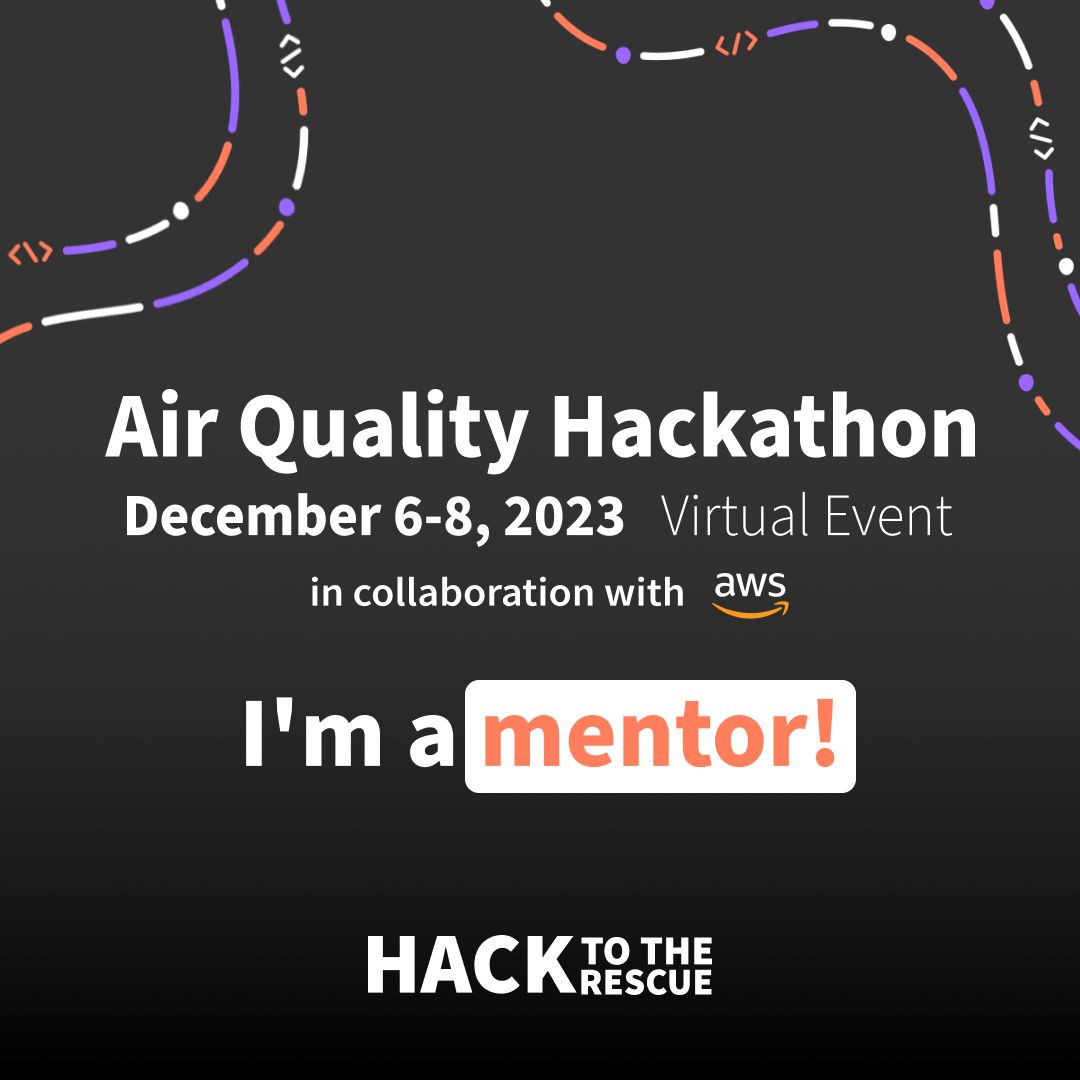 Air Quality Hackathon
December 6-8, 2023 Virtual Event
in collaboration with aws
I'm a mentor!
HACK TO THE
RESCUE